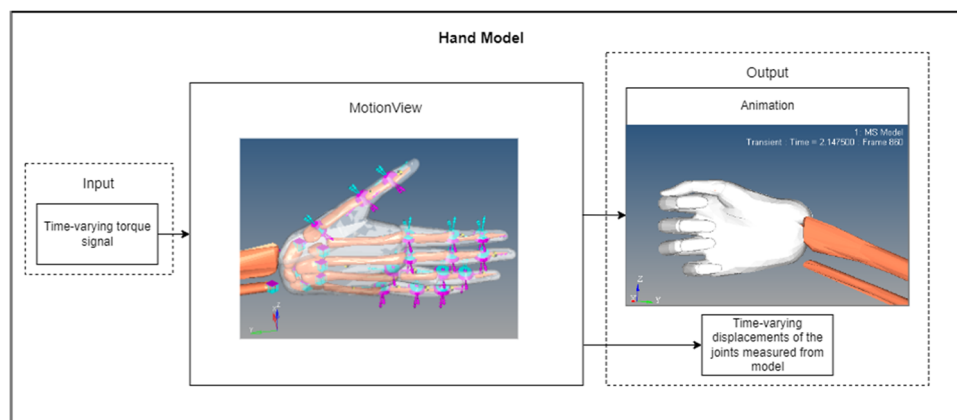 Hand Model
Input
Time-varying torque
signal
MotionView
Output
Animation
1: MS Model
Transient Time = 2.147500 Frame 860
Time-varying
displacements of the
joints measured from
model